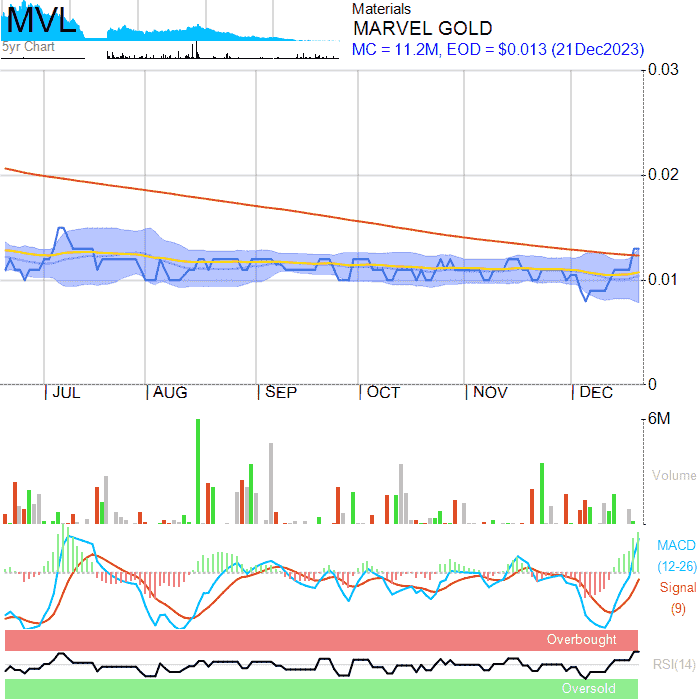 MVL
5yr Chart
Materials
MARVEL GOLD
MC = 11.2M, EOD = $0.013 (21Dec2023)
0.03
0.02
0.01
0
JUL AUG SEP OCT NOV DEC
6M
Volume
MACD
(12-26)
Signal
(9)
Overbought
RSI(14)
Oversold